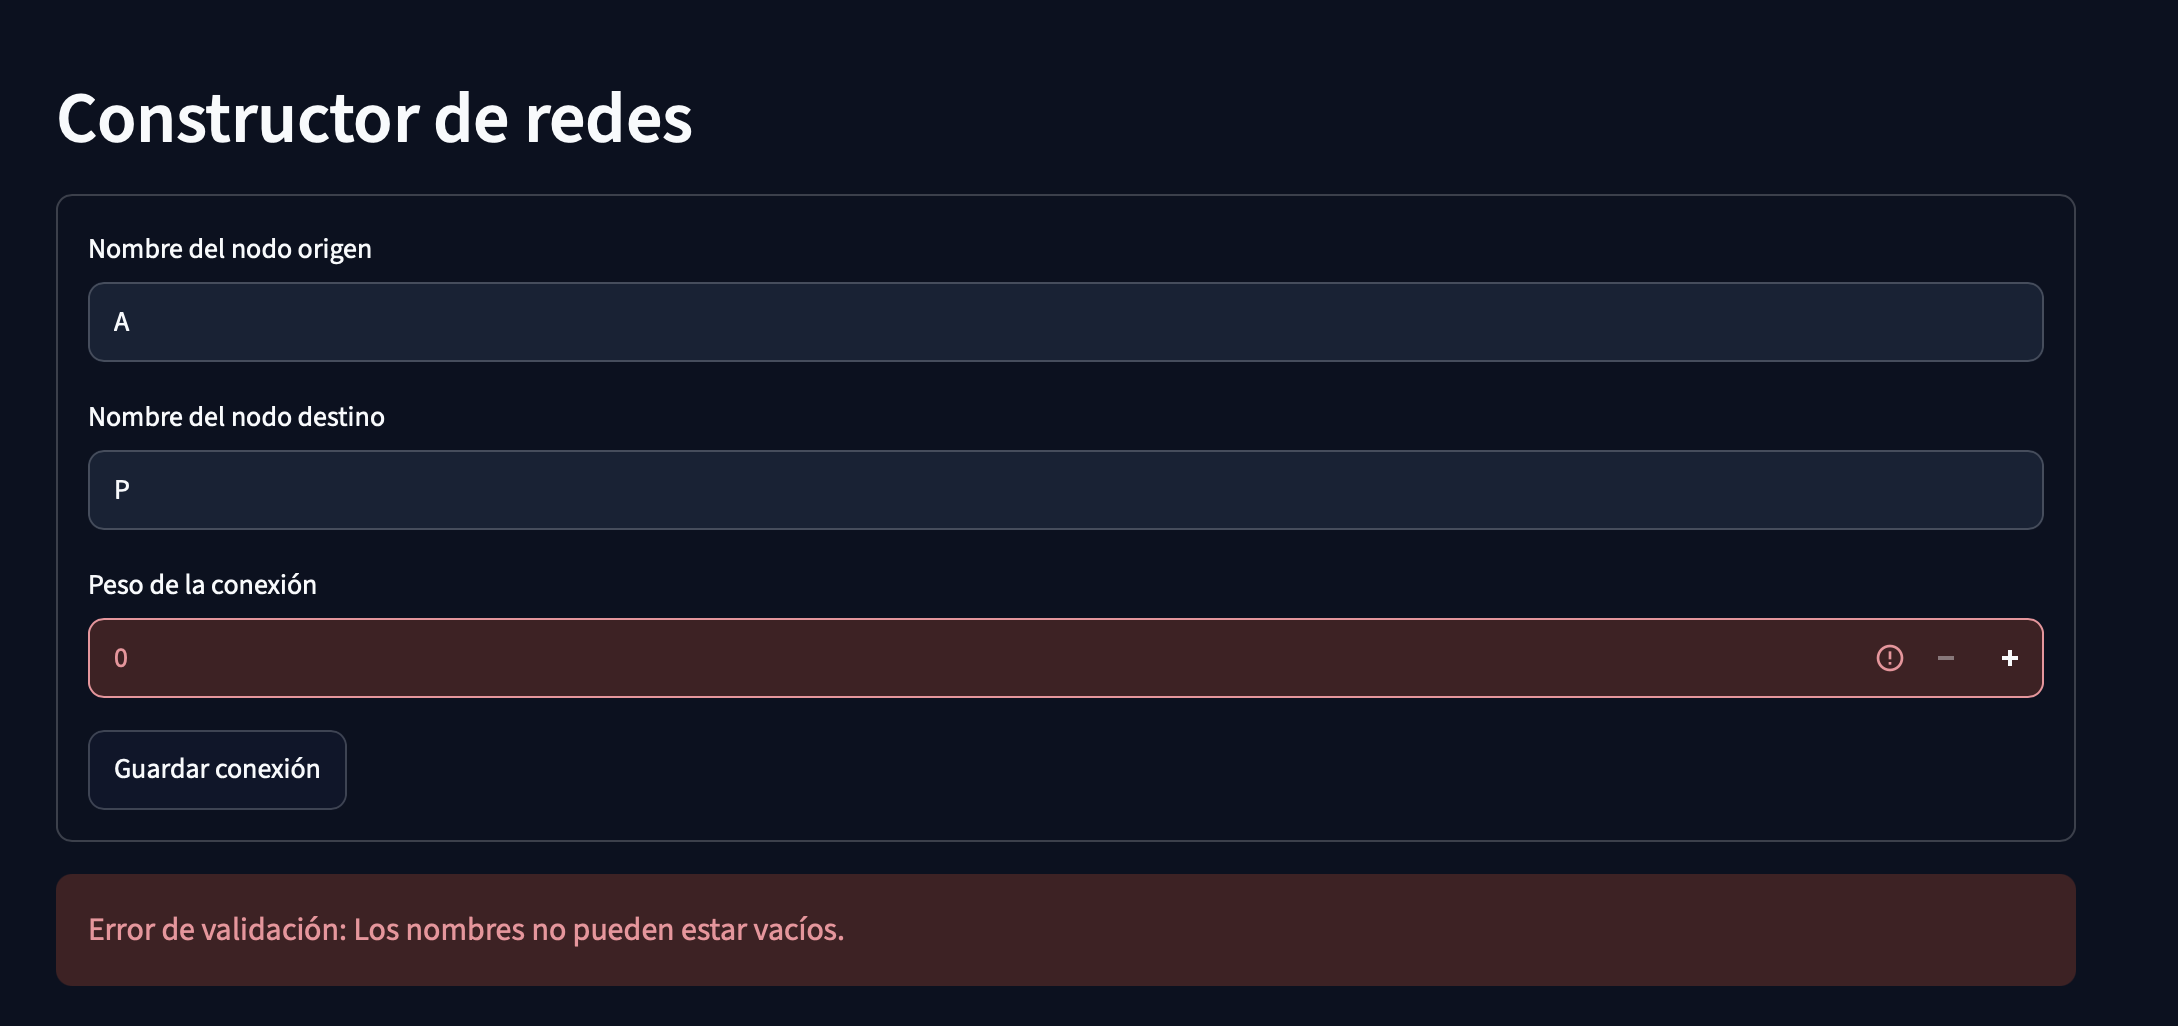 Constructor de redes
Nombre del nodo origen
A
Nombre del nodo destino
P
Peso de la conexión
0
Guardar conexión
Error de validación: Los nombres no pueden estar vacíos.